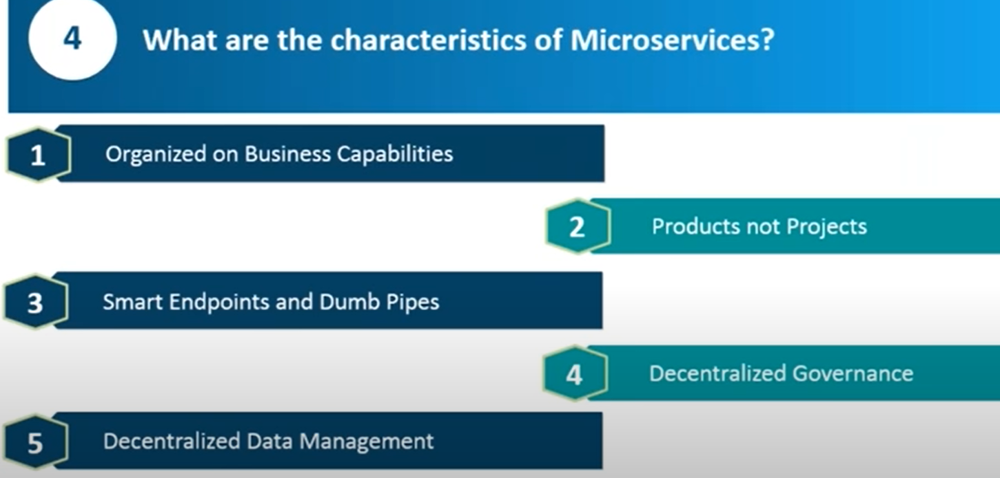 4 What are the characteristics of Microservices?
1 Organized on Business Capabilities
2 Products not Projects
3 Smart Endpoints and Dumb Pipes
4 Decentralized Governance
5 Decentralized Data Management